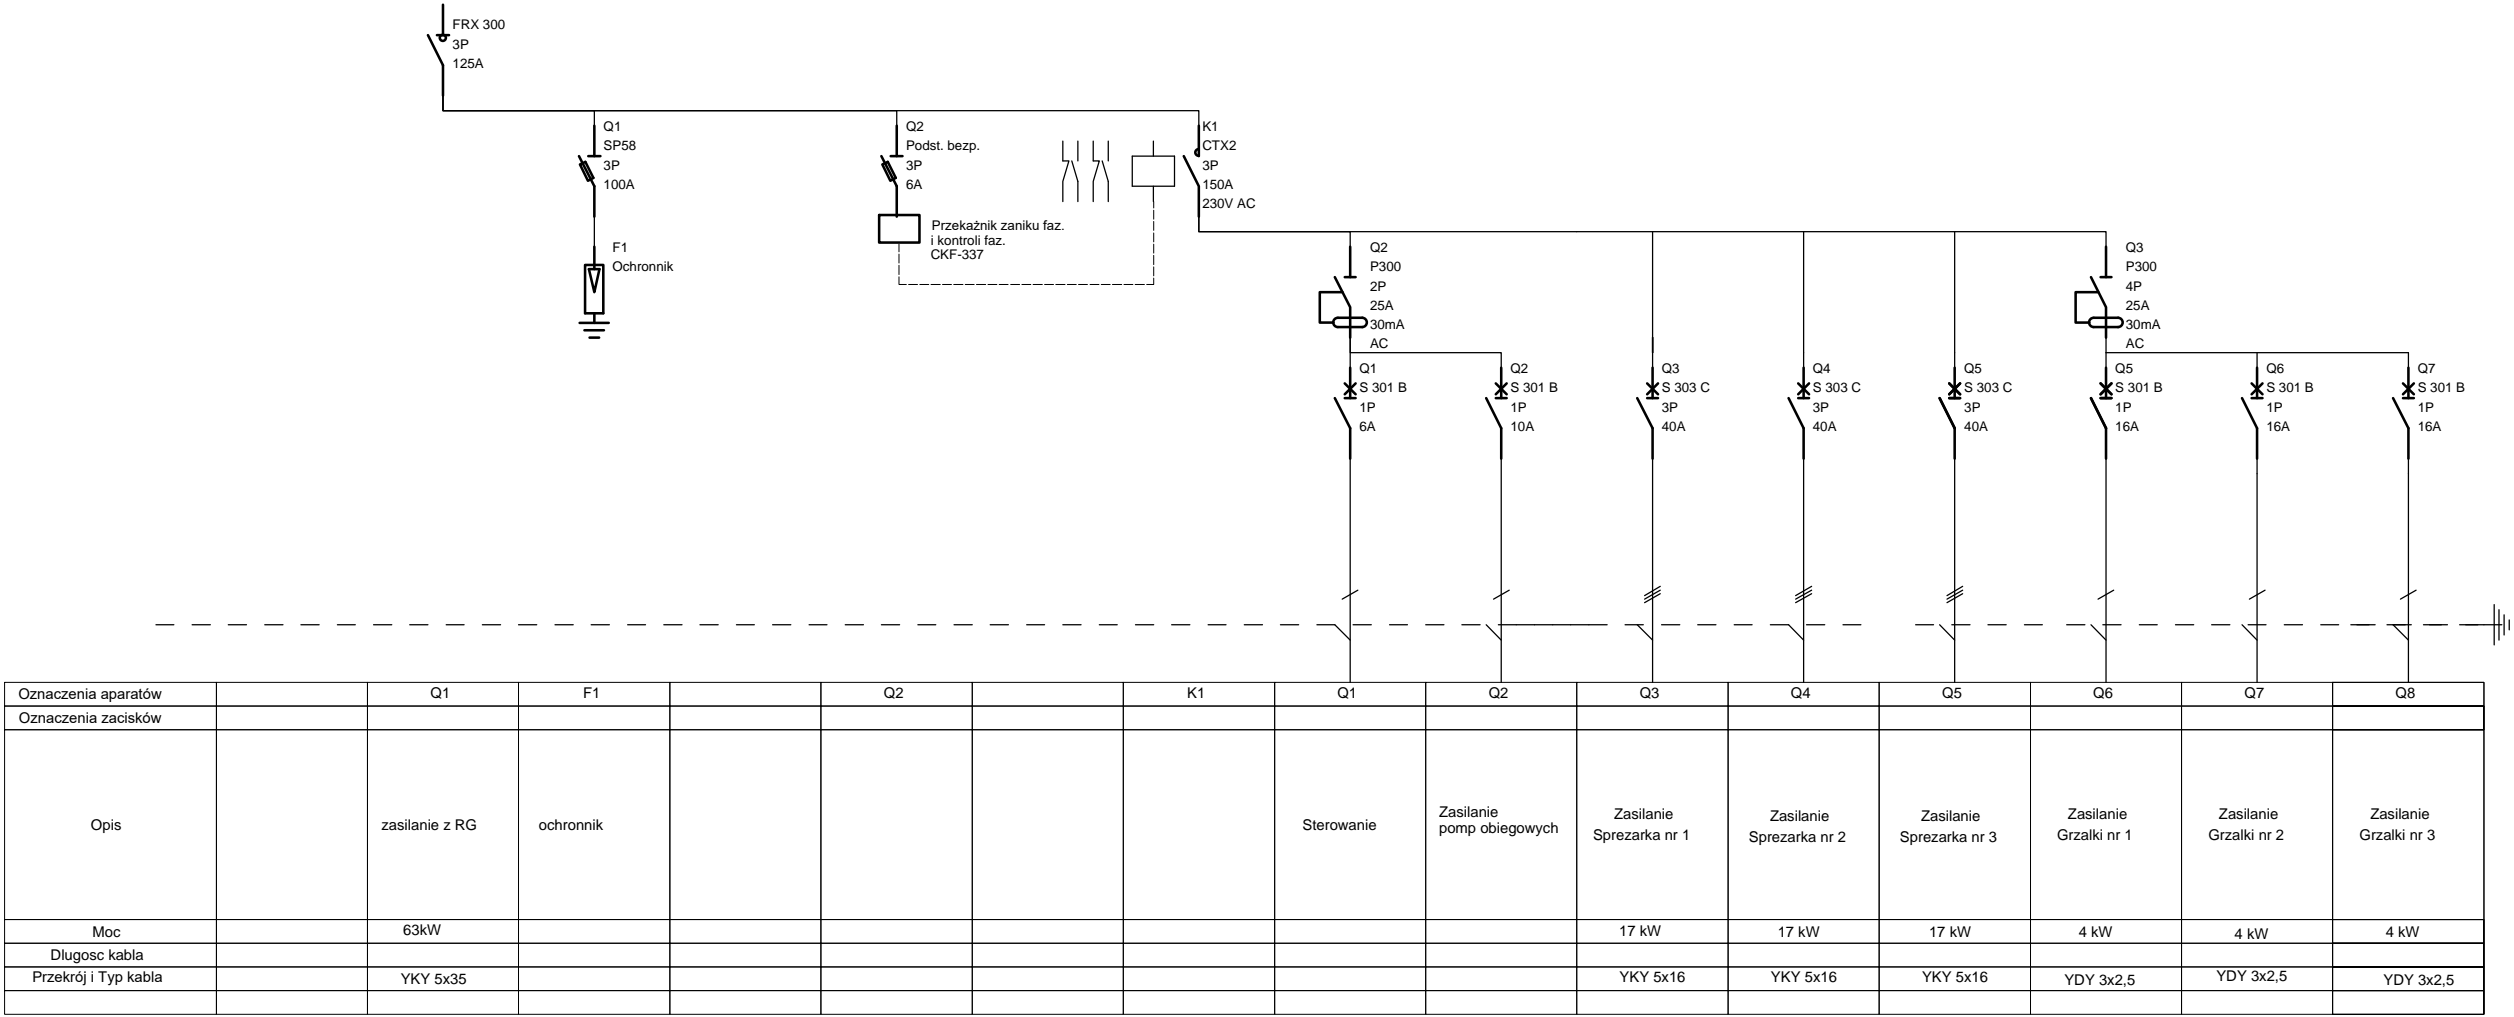 FRX 300
3P
125A
Q1
SP58
3P
100A
F1
Ochronnik
Q2
Podst. bezp.
3P
6A
Przekażnik zaniku faz.
i kontroli faz.
CKF-337
K1
CTX2
3P
150A
230V AC
Q2
P300
2P
25A
30mA
AC
Q3
P300
4P
25A
30mA
AC
Q1
S 301 B
1P
6A
Q2
S 301 B
1P
10A
Q3
S 303 C
3P
40A
Q4
S 303 C
3P
40A
Q5
S 303 C
3P
40A
Q5
S 301 B
1P
16A
Q6
S 301 B
1P
16A
Q7
S 301 B
1P
16A
Oznaczenia aparatów Q1 F1 Q2 K1 Q1 Q2 Q3 Q4 Q5 Q6 Q7 Q8
Oznaczenia zacisków
Opis
zasilanie z RG
ochronnik
Sterowanie
Zasilanie
pomp obiegowych
Zasilanie
Sprezarka nr 1
Zasilanie
Sprezarka nr 2
Zasilanie
Sprezarka nr 3
Zasilanie
Grzalki nr 1
Zasilanie
Grzalki nr 2
Zasilanie
Grzalki nr 3
Moc 63kW 17 kW 17 kW 17 kW 4 kW 4 kW 4 kW
Dlugosc kabla
Przekrój i Typ kabla YKY 5x35 YKY 5x16 YKY 5x16 YKY 5x16 YDY 3x2,5 YDY 3x2,5 YDY 3x2,5